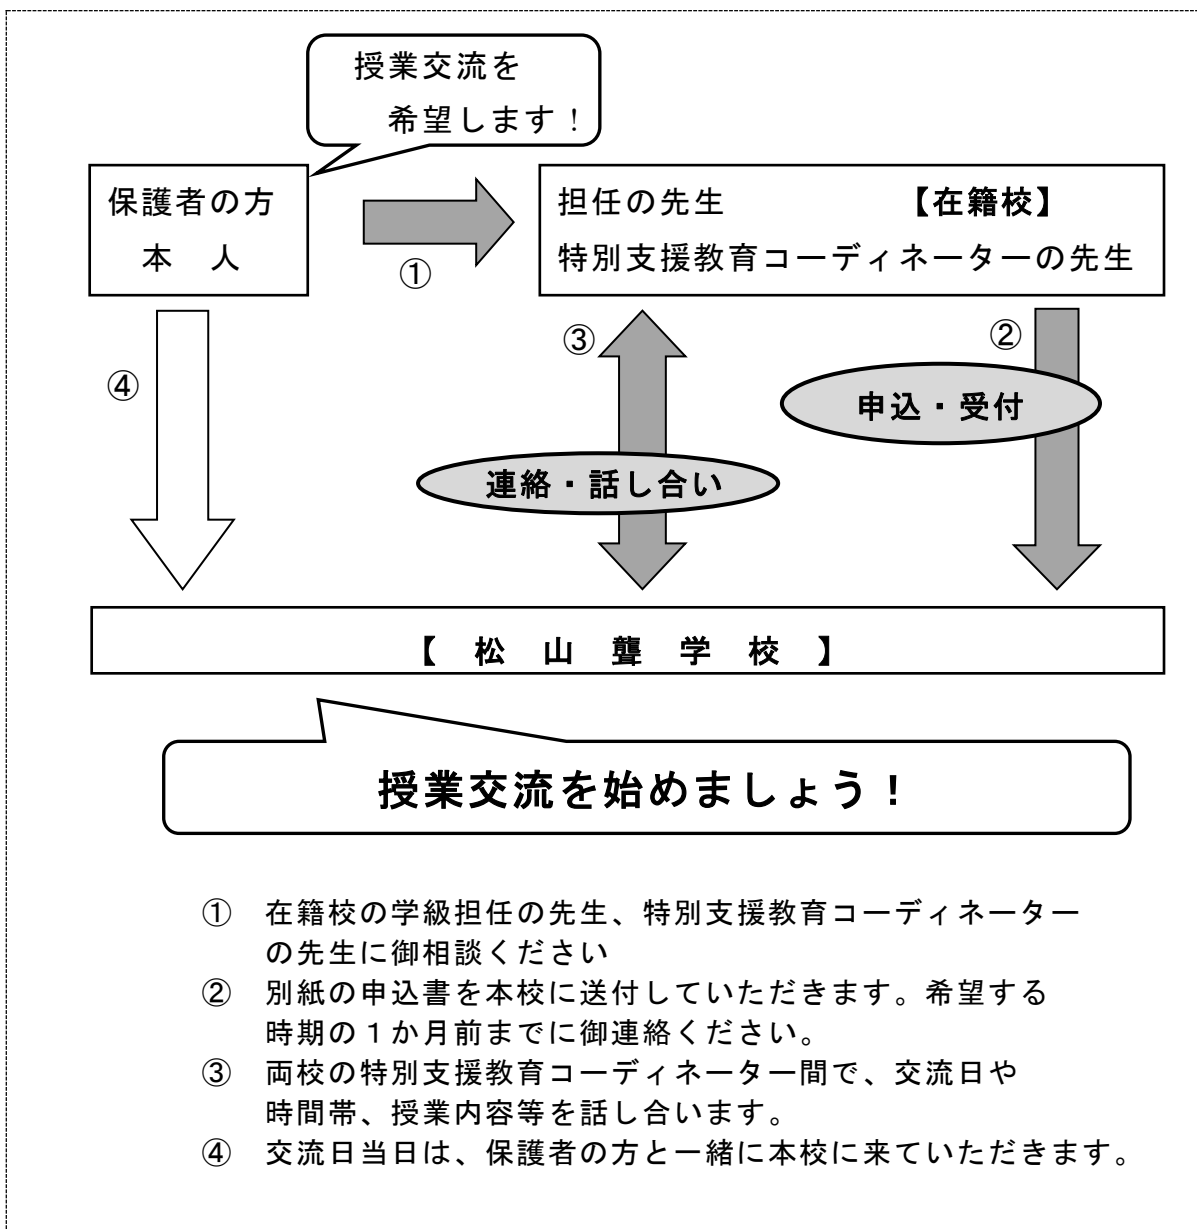 授業交流を
希望します！
保護者の方
本　人
①
担任の先生　【在籍校】
特別支援教育コーディネーターの先生
③
②
④
申込・受付
連絡・話し合い
【　松　山　聾　学　校　】
授業交流を始めましょう！
①　在籍校の学級担任の先生、特別支援教育コーディネーター
の先生に御相談ください
②　別紙の申込書を本校に送付していただきます。希望する
時期の１か月前までに御連絡ください。
③　両校の特別支援教育コーディネーター間で、交流日や
時間帯、授業内容等を話し合います。
④　交流日当日は、保護者の方と一緒に本校に来ていただきます。